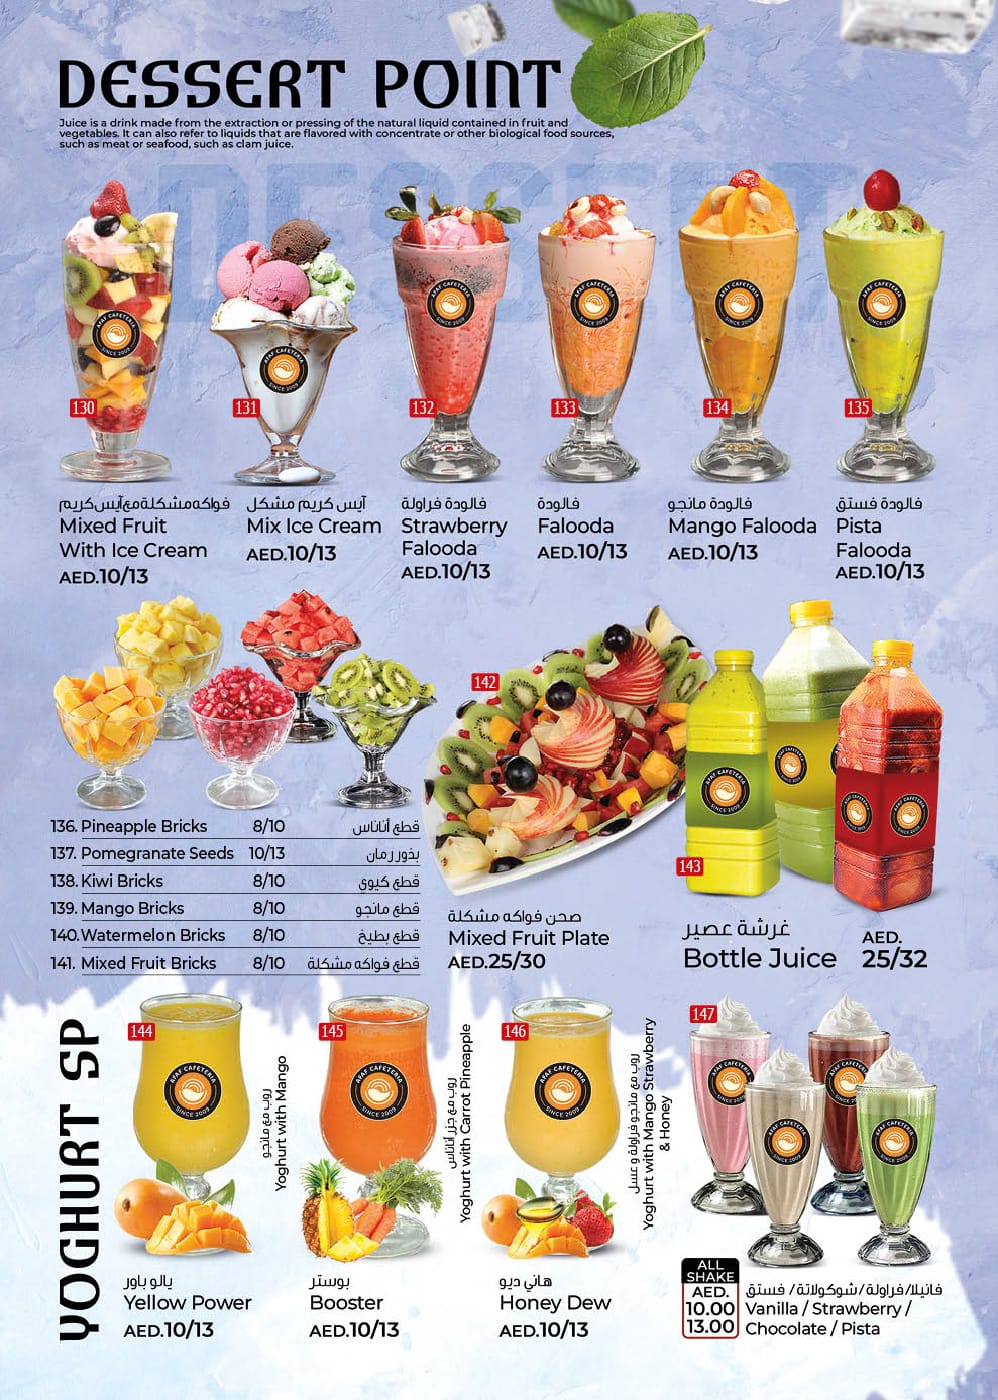 DESSERT POINT
Juice is a drink made from the extraction or pressing of the natural liquid contained in fruit and
vegetables. It can also refer to liquids that are flavored with concentrate or other biological food sources,
such as meat or seafood, such as clam juice.
DESSERT
AFAF CAFETERIA
SINCE 2009
130
فواكه مشكلة مع آيس كريم
Mixed Fruit
With Ice Cream
AED.10/13
AFAF CAFETERIA
SINCE 2009
131
آيس كريم مشكل
Mix Ice Cream
AED.10/13
AFAF CAFETERIA
SINCE 2009
132
فالودة فراولة
Strawberry
Falooda
AED.10/13
AFAF CAFETERIA
SINCE 2009
133
فالودة
Falooda
AED.10/13
AFAF CAFETERIA
SINCE 2009
134
فالودة مانجو
Mango Falooda
AED.10/13
AFAF CAFETERIA
SINCE 2009
135
فالودة فستق
Pista
Falooda
AED.10/13
136. Pineapple Bricks 8/10 قطع أناناس
137. Pomegranate Seeds 10/13 بذور رمان
138. Kiwi Bricks 8/10 قطع كيوي
139. Mango Bricks 8/10 قطع مانجو
140. Watermelon Bricks 8/10 قطع بطيخ
141. Mixed Fruit Bricks 8/10 قطع فواكه مشكلة
142
صحن فواكه مشكلة
Mixed Fruit Plate
AED.25/30
AFAF CAFETERIA
SINCE 2009
143
غرشة عصير
Bottle Juice
AED.
25/32
YOGHURT SP
144
AFAF CAFETERIA
SINCE 2009
روب مع مانجو
Yoghurt with Mango
يالو باور
Yellow Power
AED.10/13
145
AFAF CAFETERIA
SINCE 2009
روب مع جزر أناناس
Yoghurt with Carrot Pineapple
بوستر
Booster
AED.10/13
146
AFAF CAFETERIA
SINCE 2009
روب مع مانجو فراولة و عسل
Yoghurt with Mango Strawberry
& Honey
هاني ديو
Honey Dew
AED.10/13
147
AFAF CAFETERIA
SINCE 2009
ALL
SHAKE
AED.
10.00
13.00
فانيلا/فراولة/شوكولاتة/فستق
Vanilla / Strawberry /
Chocolate / Pista